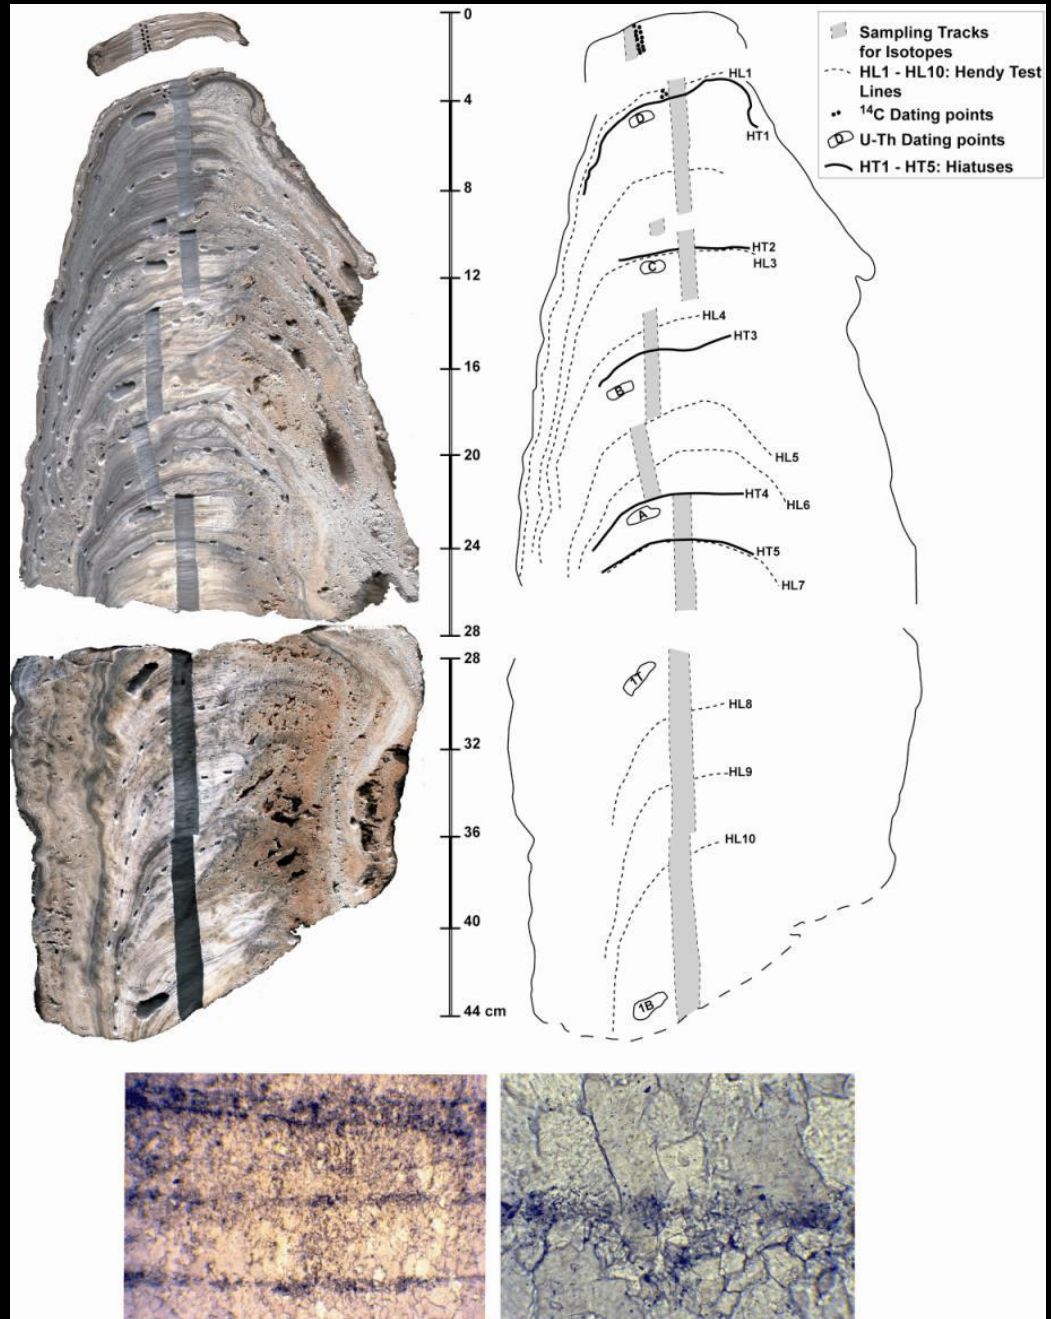 0
4
8
12
16
20
24
28
28
32
36
40
44 cm
HL1
HT1
HT2
HL3
HL4
HT3
HL5
HL6
HT4
HT5
HL7
HL8
HL9
HL10
D
C
B
A
1T
1B
Sampling Tracks
for Isotopes
HL1 - HL10: Hendy Test
Lines
14C Dating points
U-Th Dating points
HT1 - HT5: Hiatuses